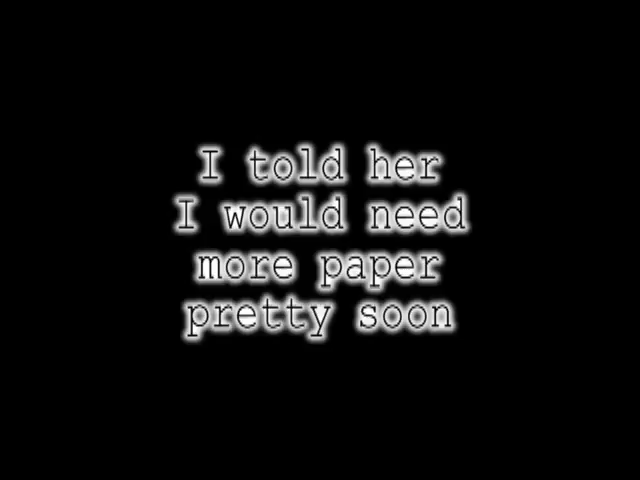 I told her
I would need
more paper
pretty soon